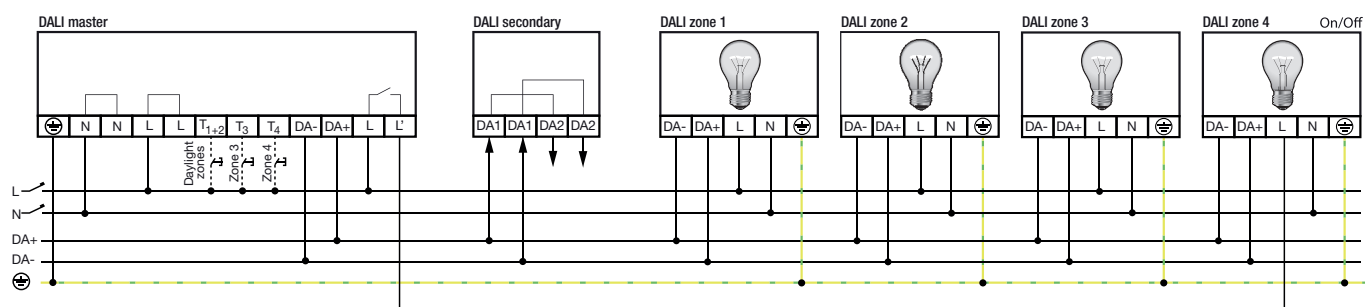 DALI master
DALI secondary
DALI zone 1
DALI zone 2
DALI zone 3
DALI zone 4
On/Off
N N L L T1+2 T3 T4 DA- DA+ L L'
DA1 DA1 DA2 DA2
DA- DA+ L N
DA- DA+ L N
DA- DA+ L N
DA- DA+ L N
Daylight
zones
Zone 3
Zone 4
L
N
DA+
DA-